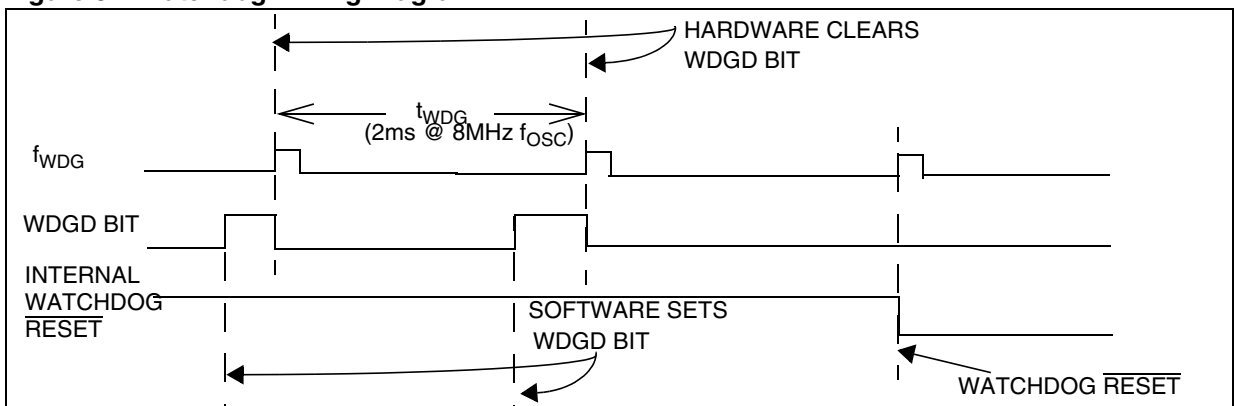 HARDWARE CLEARS
WDGD BIT
tWDG
(2ms @ 8MHz fOSC)
fWDG
WDGD BIT
INTERNAL
WATCHDOG
RESET
SOFTWARE SETS
WDGD BIT
WATCHDOG RESET